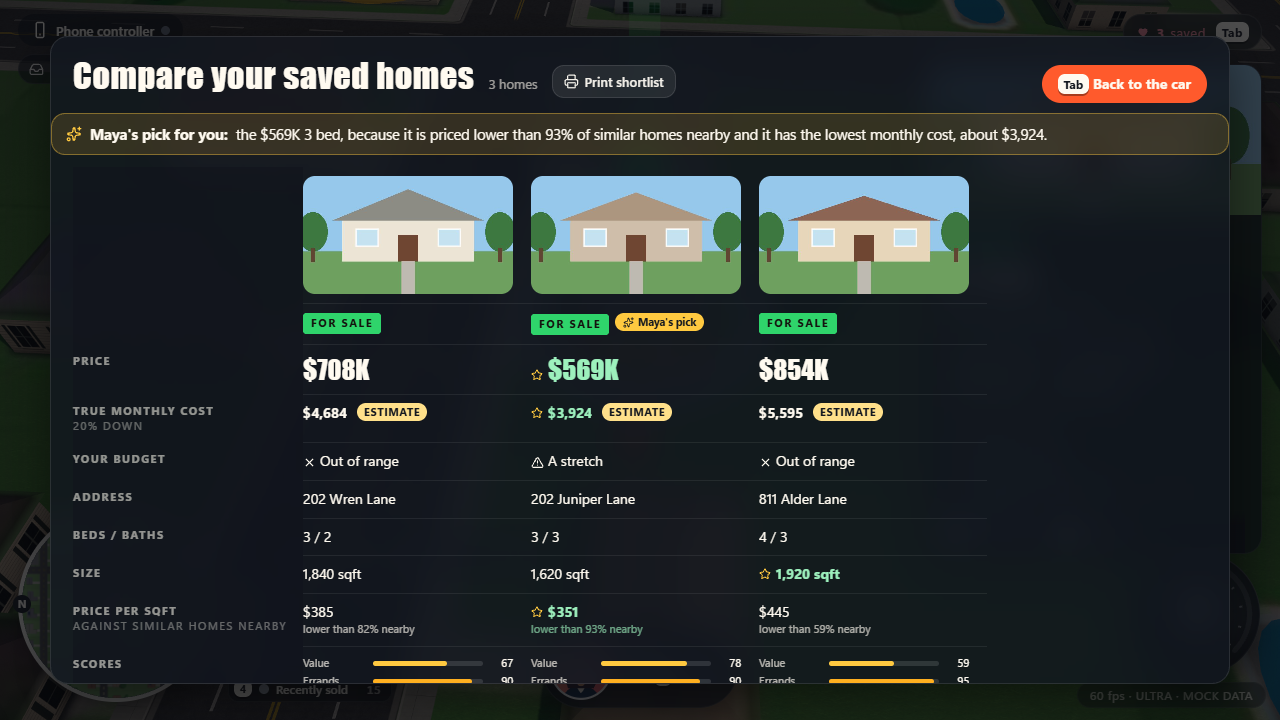 Phone controller
3 saved Tab
Compare your saved homes 3 homes Print shortlist Tab Back to the car
Maya's pick for you: the $569K 3 bed, because it is priced lower than 93% of similar homes nearby and it has the lowest monthly cost, about $3,924.
FOR SALE FOR SALE Maya's pick FOR SALE
PRICE $708K $569K $854K
TRUE MONTHLY COST $4,684 ESTIMATE $3,924 ESTIMATE $5,595 ESTIMATE
20% DOWN
YOUR BUDGET Out of range A stretch Out of range
ADDRESS 202 Wren Lane 202 Juniper Lane 811 Alder Lane
BEDS / BATHS 3 / 2 3 / 3 4 / 3
SIZE 1,840 sqft 1,620 sqft 1,920 sqft
PRICE PER SQFT $385 $351 $445
AGAINST SIMILAR HOMES NEARBY lower than 82% nearby lower than 93% nearby lower than 59% nearby
SCORES Value 67 Value 78 Value 59
Errands 90 Errands 90 Errands 95
N
4 Recently sold 15
60 fps · ULTRA · MOCK DATA